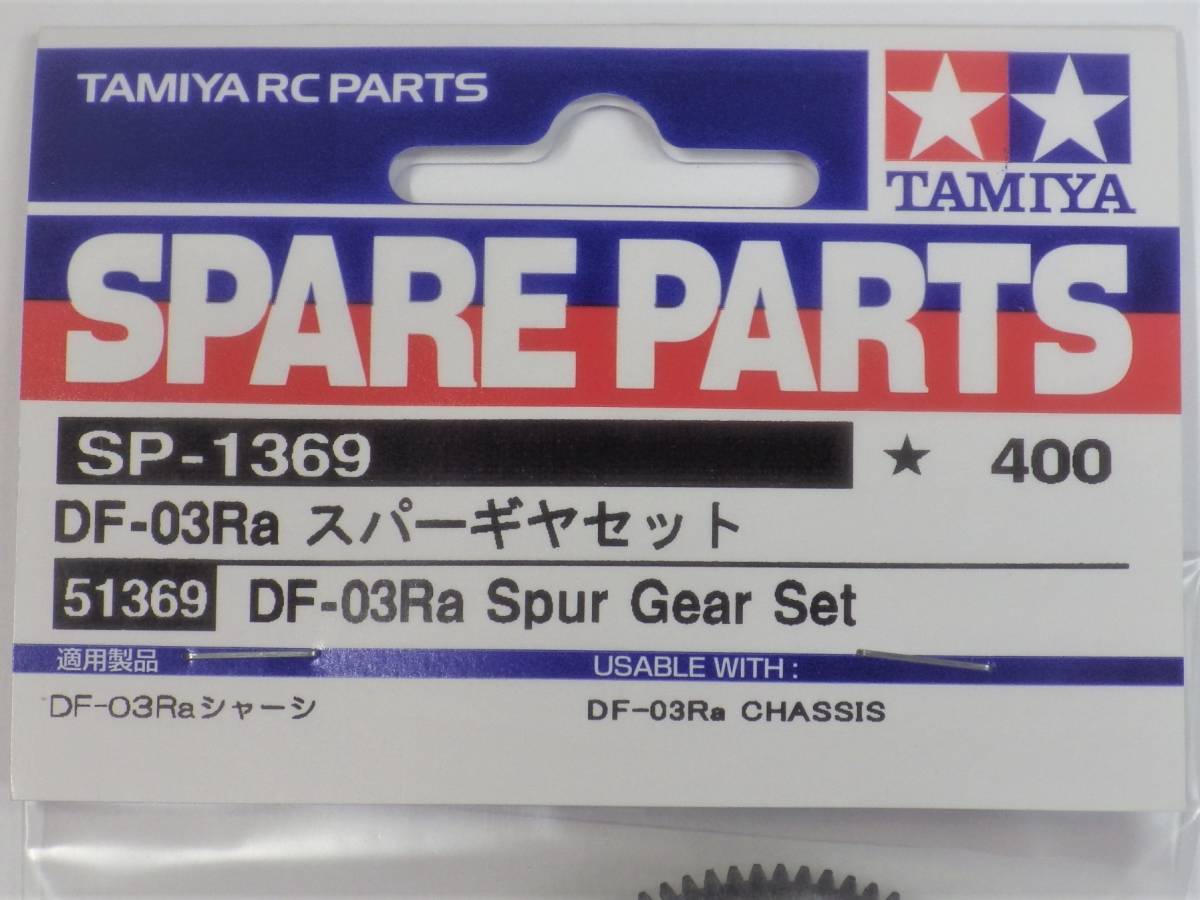 TAMIYA RC PARTS
TAMIYA
SPARE PARTS
SP-1369 ★ 400
DF-03Ra スパーギヤセット
51369 DF-03Ra Spur Gear Set
適用製品 USABLE WITH:
DF-03Raシャーシ DF-03Ra CHASSIS